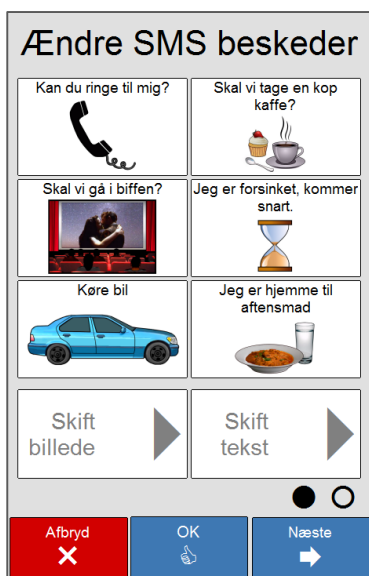 Ændre SMS beskeder
Kan du ringe til mig?
Skal vi tage en kop
kaffe?
Skal vi gå i biffen?
Jeg er forsinket, kommer
snart.
Køre bil
Jeg er hjemme til
aftensmad
Skift
billede
Skift
tekst
Afbryd
OK
Næste